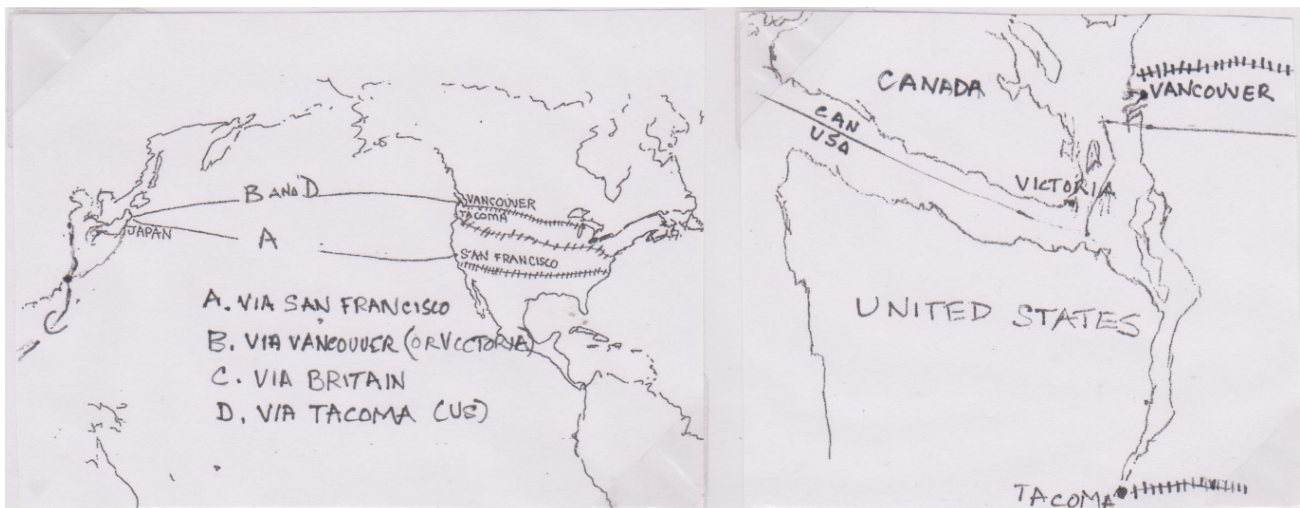 B AND D
VANCOUVER
TACOMA
JAPAN
A
SAN FRANCISCO
A. VIA SAN FRANCISCO
B. VIA VANCOUVER (OR VICTORIA)
C. VIA BRITAIN
D. VIA TACOMA (US)
CANADA
VANCOUVER
CAN
USA
VICTORIA
UNITED STATES
TACOMA